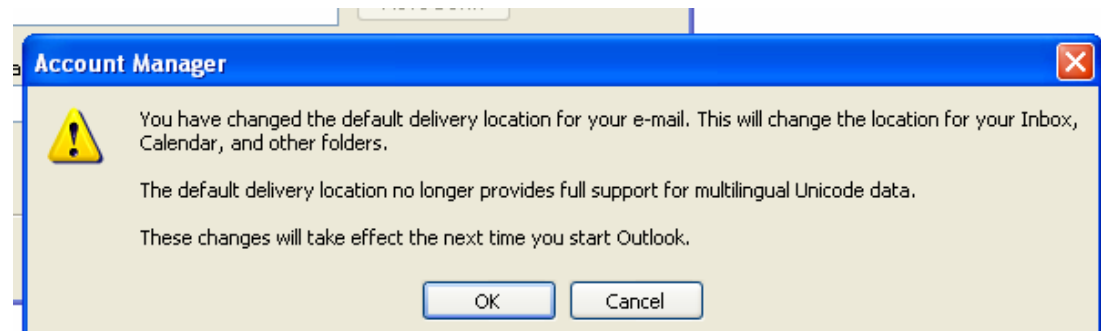 Account Manager
You have changed the default delivery location for your e-mail. This will change the location for your Inbox,
Calendar, and other folders.
The default delivery location no longer provides full support for multilingual Unicode data.
These changes will take effect the next time you start Outlook.
OK
Cancel